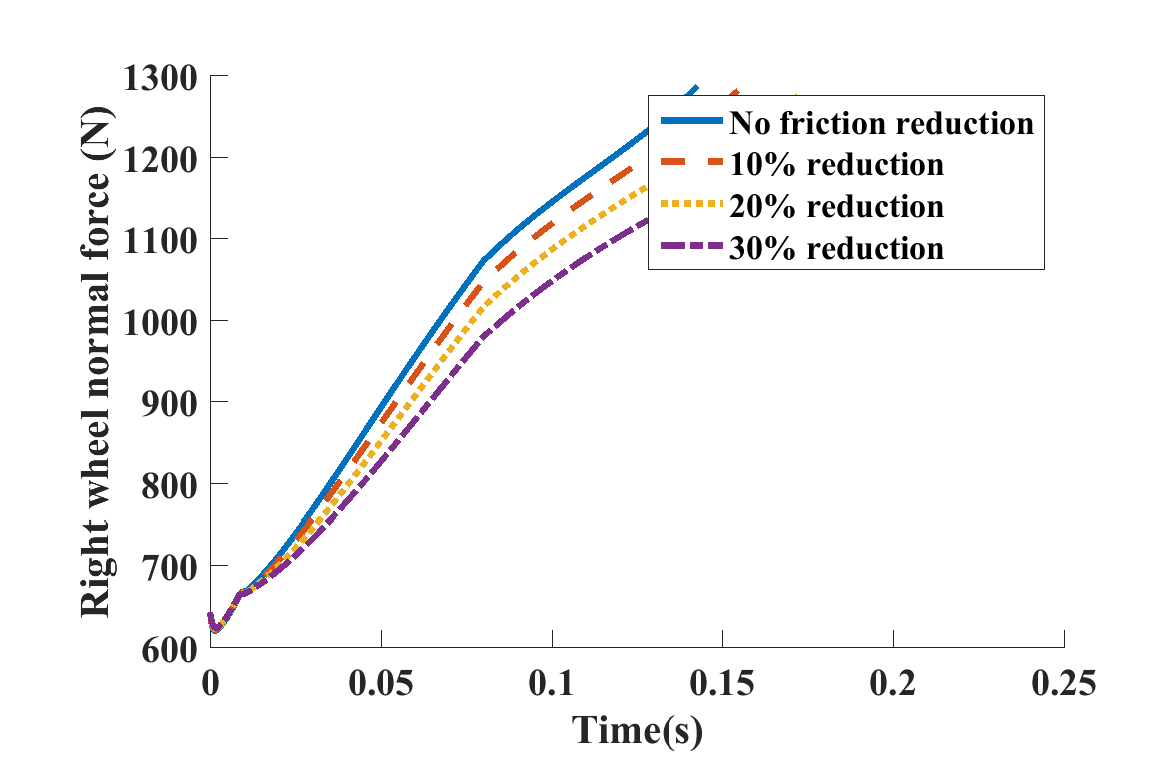 Right wheel normal force (N)
1300
1200
1100
1000
900
800
700
600
No friction reduction
10% reduction
20% reduction
30% reduction
0
0.05
0.1
0.15
0.2
0.25
Time(s)